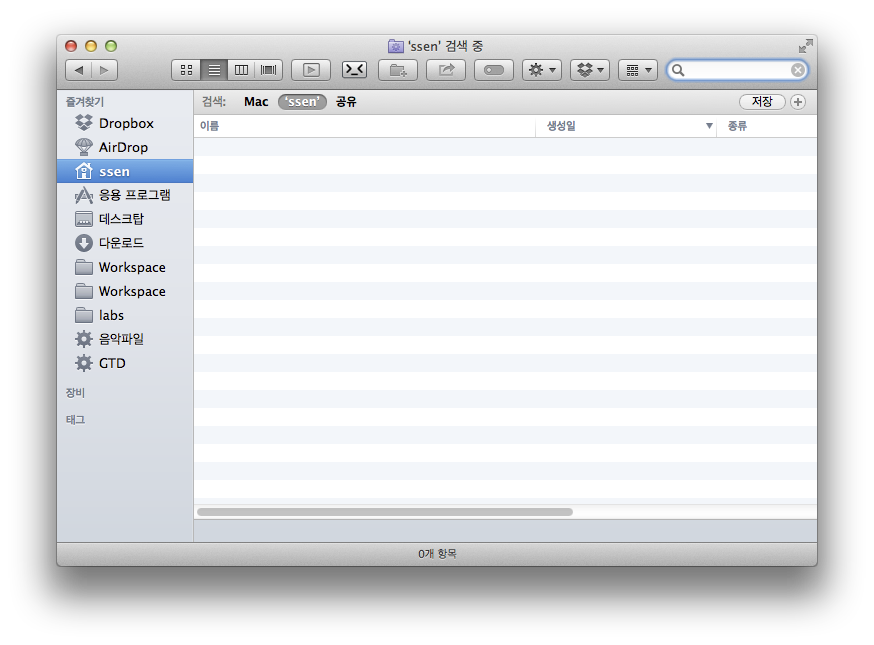 'ssen' 검색 중
즐겨찾기
Dropbox
AirDrop
ssen
응용 프로그램
데스크탑
다운로드
Workspace
Workspace
labs
음악파일
GTD
장비
태그
검색: Mac 'ssen' 공유 저장
이름 생성일 종류
0개 항목